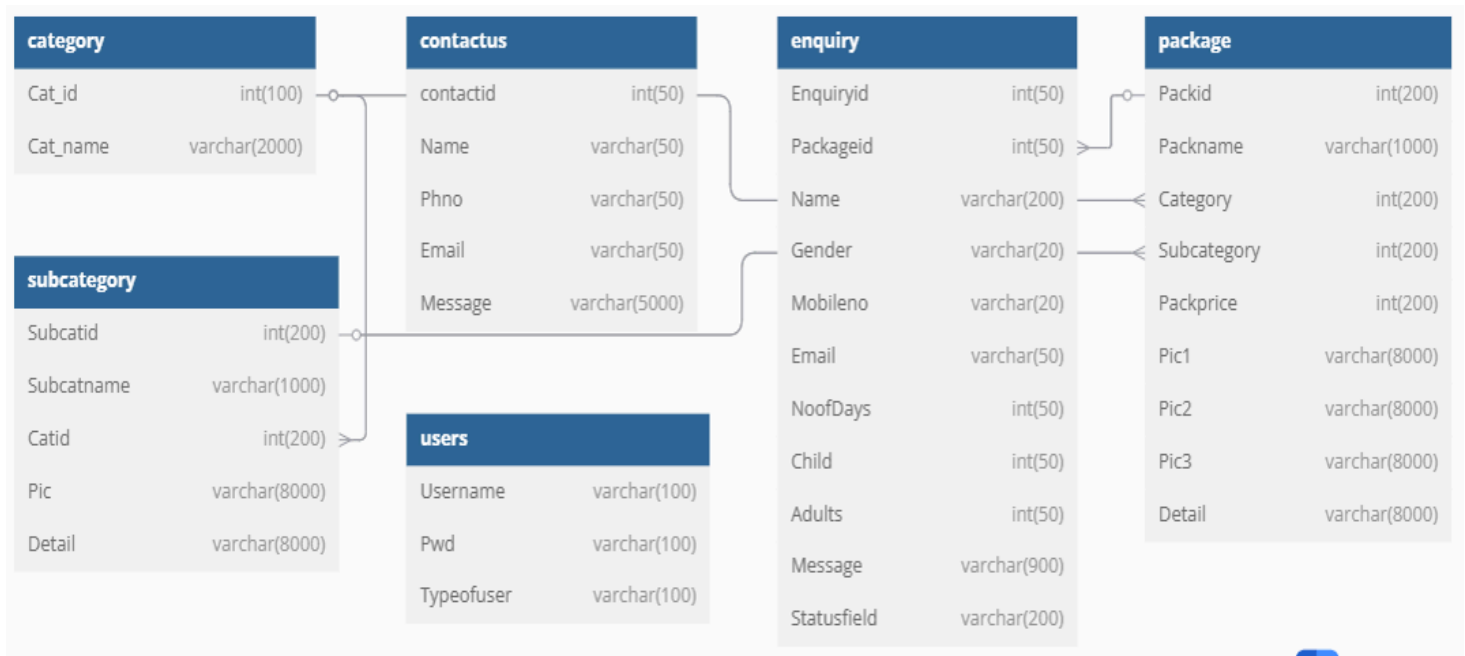 category
Cat_id int(100)
Cat_name varchar(2000)
subcategory
Subcatid int(200)
Subcatname varchar(1000)
Catid int(200)
Pic varchar(8000)
Detail varchar(8000)
contactus
contactid int(50)
Name varchar(50)
Phno varchar(50)
Email varchar(50)
Message varchar(5000)
users
Username varchar(100)
Pwd varchar(100)
Typeofuser varchar(100)
enquiry
Enquiryid int(50)
Packageid int(50)
Name varchar(200)
Gender varchar(20)
Mobileno varchar(20)
Email varchar(50)
NoofDays int(50)
Child int(50)
Adults int(50)
Message varchar(900)
Statusfield varchar(200)
package
Packid int(200)
Packname varchar(1000)
Category int(200)
Subcategory int(200)
Packprice int(200)
Pic1 varchar(8000)
Pic2 varchar(8000)
Pic3 varchar(8000)
Detail varchar(8000)